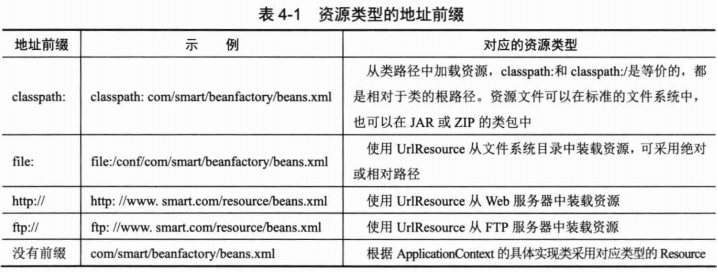 表 4-1 资源类型的地址前缀
地址前缀 示 例 对应的资源类型
从类路径中加载资源，classpath:和 classpath:/是等价的，都
classpath: classpath: com/smart/beanfactory/beans.xml 是相对于类的根路径。资源文件可以在标准的文件系统中，
也可以在 JAR 或 ZIP 的类包中
file: file:/conf/com/smart/beanfactory/beans.xml 使用 UrlResource 从文件系统目录中装载资源，可采用绝对
或相对路径
http:// http: //www. smart.com/resource/beans.xml 使用 UrlResource 从 Web 服务器中装载资源
ftp:// ftp: //www. smart.com/resource/beans.xml 使用 UrlResource 从 FTP 服务器中装载资源
没有前缀 com/smart/beanfactory/beans.xml 根据 ApplicationContext 的具体实现类采用对应类型的 Resource